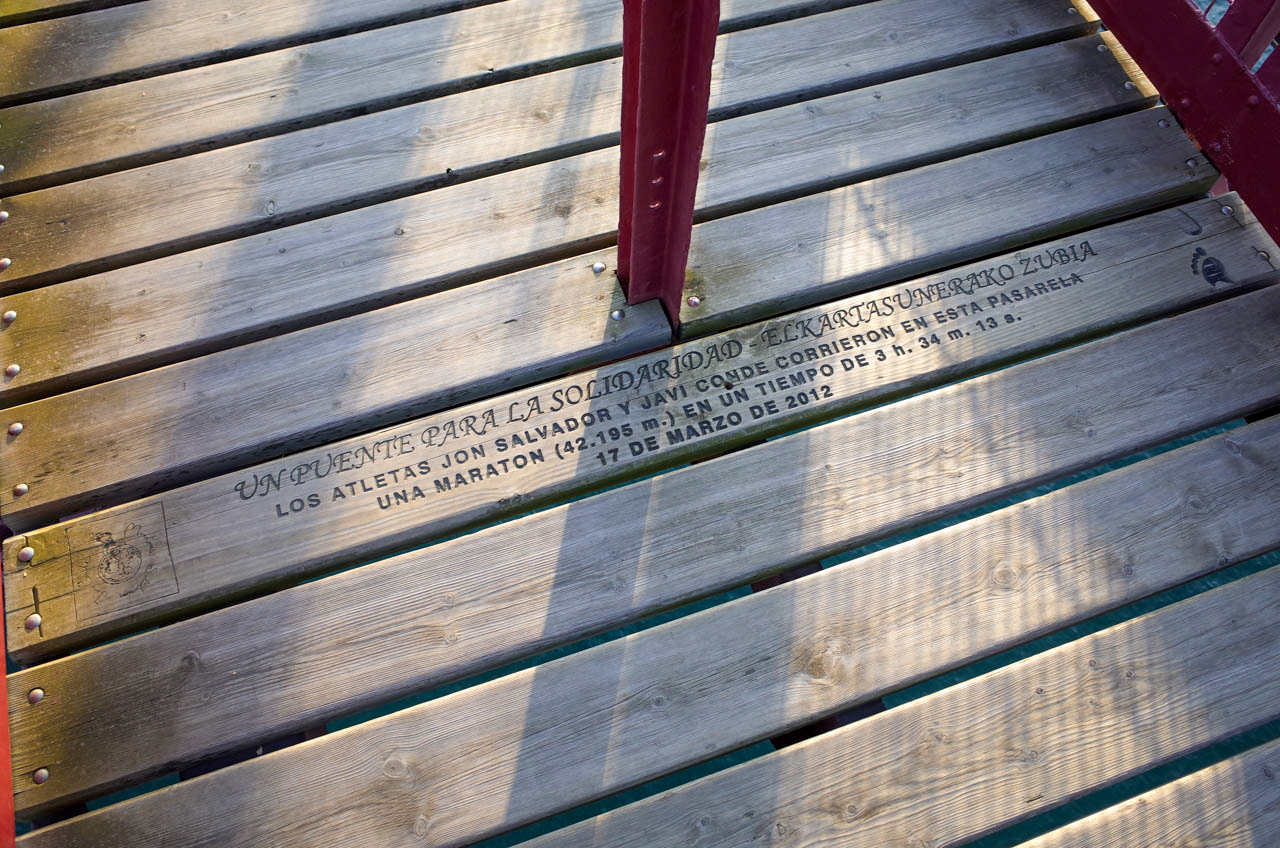 UN PUENTE PARA LA SOLIDARIDAD - ELKARTASUNERAKO ZUBIA
LOS ATLETAS JON SALVADOR Y JAVI CONDE CORRIERON EN ESTA PASARELA
UNA MARATON (42.195 m.) EN UN TIEMPO DE 3 h. 34 m. 13 s.
17 DE MARZO DE 2012